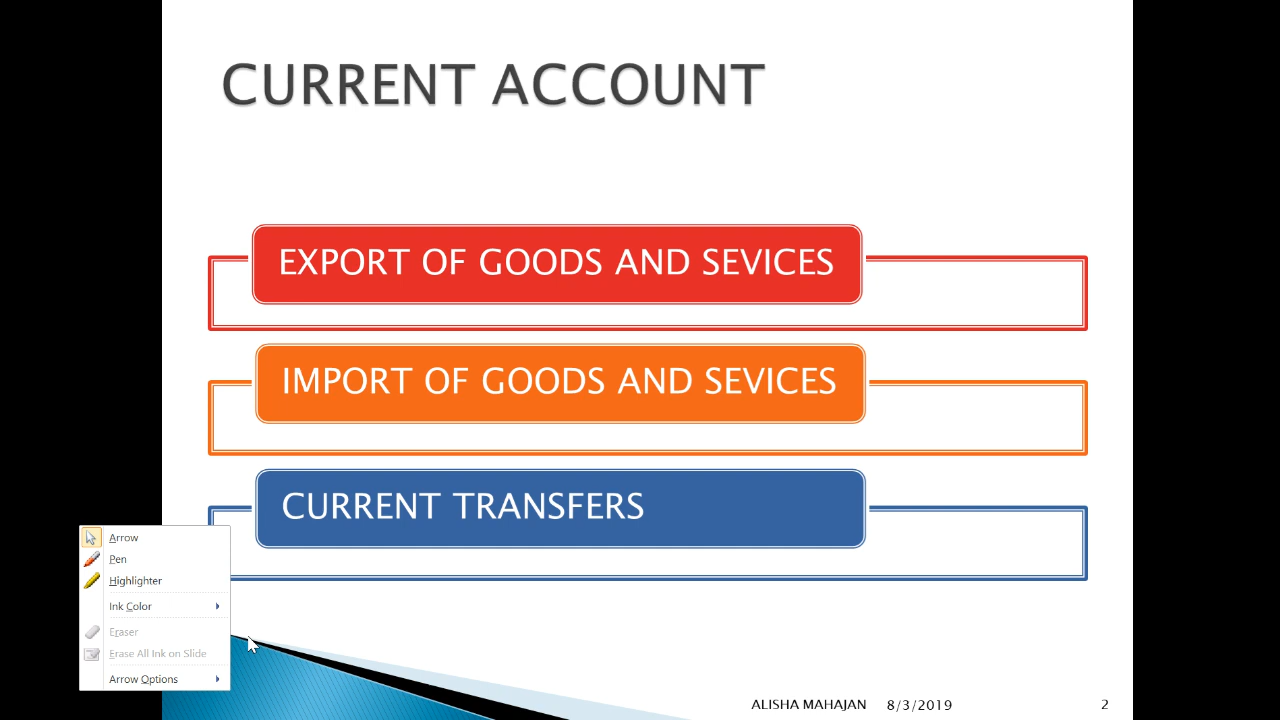 CURRENT ACCOUNT
EXPORT OF GOODS AND SEVICES
IMPORT OF GOODS AND SEVICES
CURRENT TRANSFERS
Arrow
Pen
Highlighter
Ink Color
Eraser
Erase All Ink on Slide
Arrow Options
ALISHA MAHAJAN 8/3/2019 2